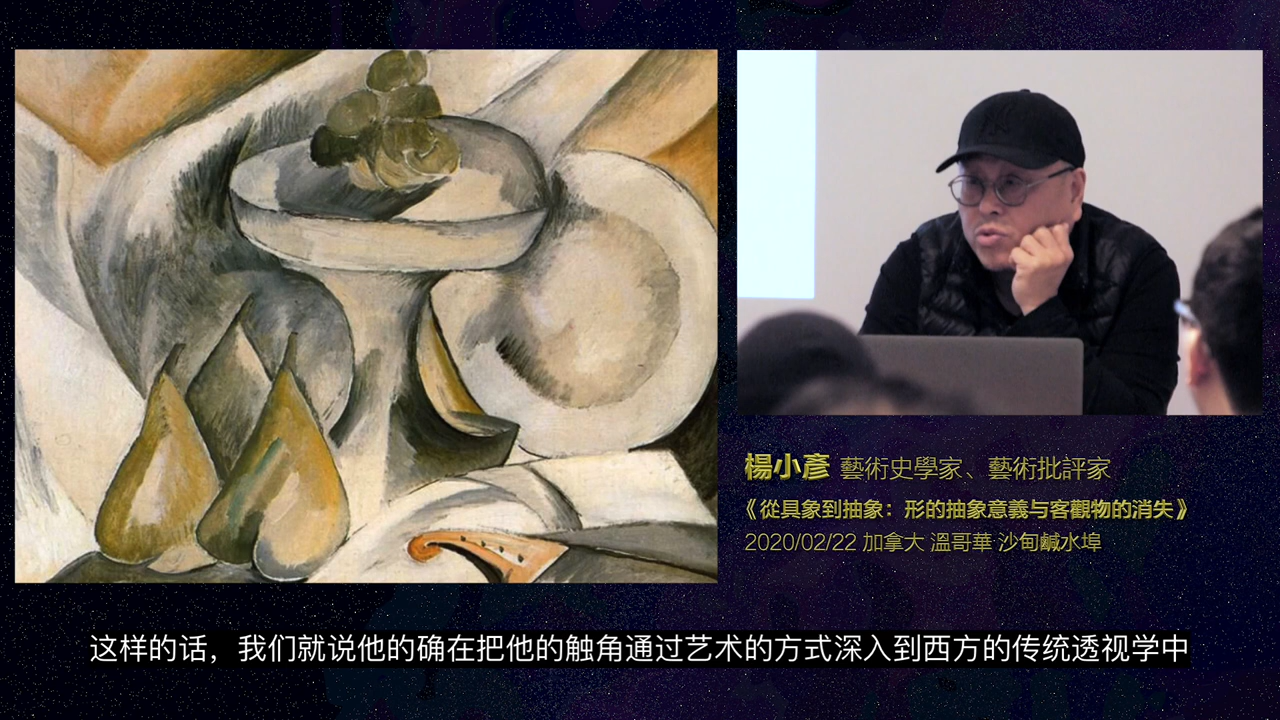 楊小彥 藝術史學家、藝術批評家
《從具象到抽象：形的抽象意義与客觀物的消失》
2020/02/22 加拿大 溫哥華 沙甸鹹水埠
这样的话，我们就说他的确在把他的触角通过艺术的方式深入到西方的传统透视学中